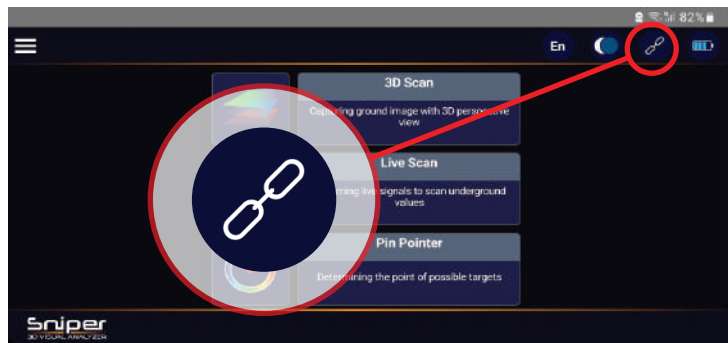 82%
En
3D Scan
Capturing ground image with 3D perspective
view
Live Scan
live signals to scan underground
values
Pin Pointer
Determining the point of possible targets
Sniper
3D VISUAL ANALYZER